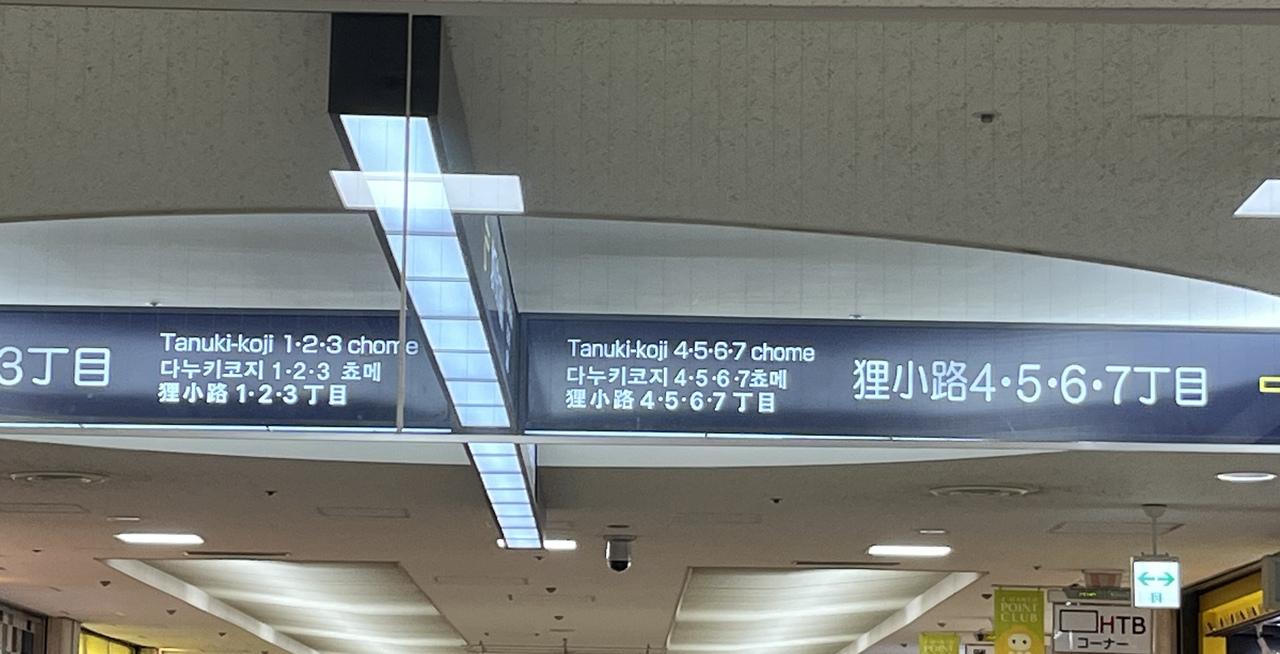 3丁目
Tanuki-koji 1·2·3 chome
다누키코지 1·2·3 쵸메
狸小路 1·2·3丁目
Tanuki-koji 4·5·6·7 chome
다누키코지 4·5·6·7쵸메
狸小路 4·5·6·7丁目
狸小路4·5·6·7丁目
POINT
CLUB
POINT
HTB
コーナー